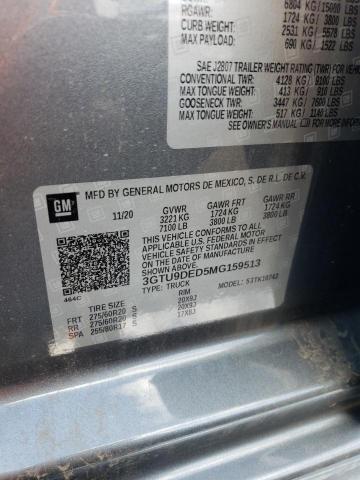 GCWR 6804 KG/15000 LBS
RGAWR: 1724 KG/ 3800 LBS
CURB WEIGHT: 2531 KG/ 5578 LBS
MAX PAYLOAD: 690 KG/ 1522 LBS
SAE J2807 TRAILER WEIGHT RATING (TWR) FOR VEHIC
CONVENTIONAL TWR: 4128 KG/ 9100 LBS
MAX TONGUE WEIGHT: 413 KG/ 910 LBS
GOOSENECK TWR: 3447 KG/ 7600 LBS
MAX TONGUE WEIGHT: 517 KG/ 1140 LBS
SEE OWNER'S MANUAL FOR
GM
MFD BY GENERAL MOTORS DE MEXICO, S. DE R.L. DE C.V.
11/20
GVWR GAWR FRT GAWR RR
3221 KG 1724 KG 1724 KG
7100 LB 3800 LB 3800 LB
THIS VEHICLE CONFORMS TO ALL
APPLICABLE U.S. FEDERAL MOTOR
VEHICLE SAFETY STANDARDS IN
EFFECT ON THE DATE OF
MANUFACTURE SHOWN ABOVE.
3GTU9DED5MG159513
TYPE: TRUCK
MODEL:
464C
TIRE SIZE RIM
FRT 275/60R20 S 20X9J
RR 275/60R20 S 20X9J
SPA 255/80R17 S 17X8J